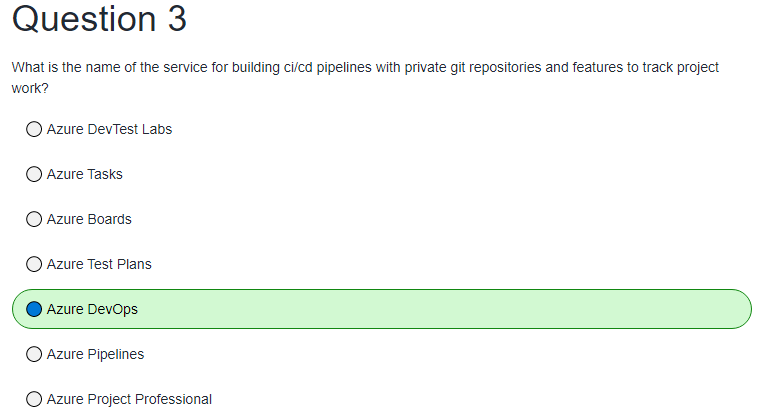 Question 3
What is the name of the service for building ci/cd pipelines with private git repositories and features to track project
work?
Azure DevTest Labs
Azure Tasks
Azure Boards
Azure Test Plans
Azure DevOps
Azure Pipelines
Azure Project Professional